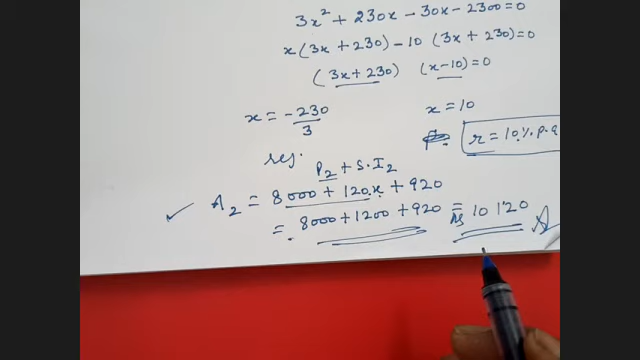 3x² + 230x - 30x - 2300 = 0
x (3x + 230) - 10 (3x + 230) = 0
(3x + 230) (x - 10) = 0
x = -230/3 x = 10
rej. r = 10% p.a
P₂ + S.I₂
A₂ = 8000 + 120x + 920
= 8000 + 1200 + 920 = Rs 10120